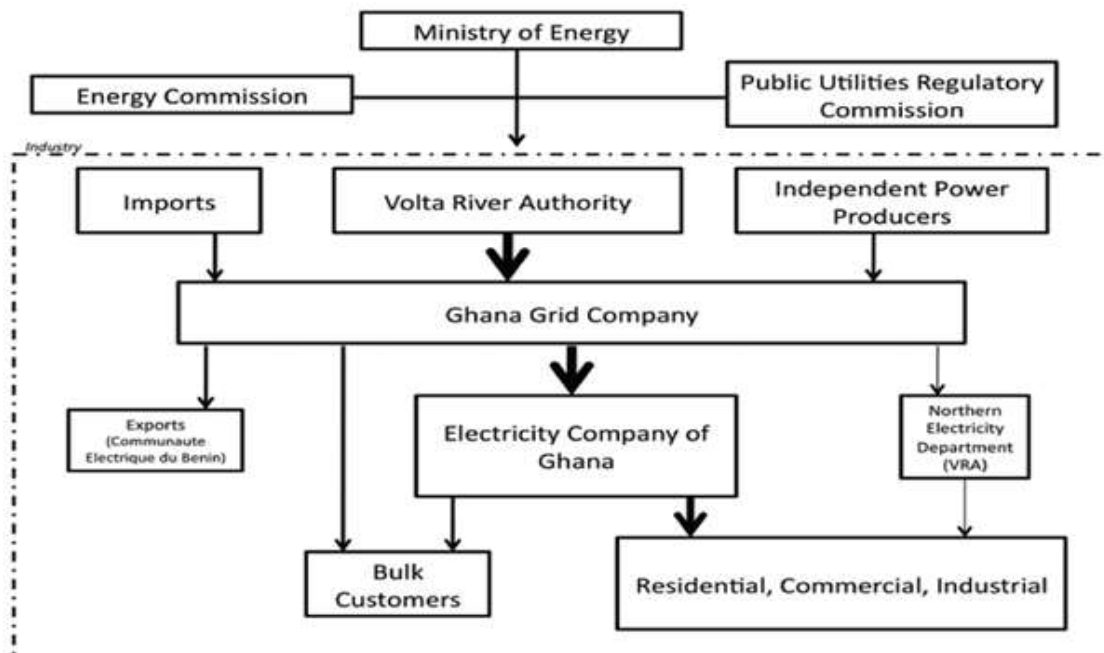 Ministry of Energy
Energy Commission
Public Utilities Regulatory
Commission
Industry
Imports
Volta River Authority
Independent Power
Producers
Ghana Grid Company
Exports
(Communaute
Electrique du Benin)
Electricity Company of
Ghana
Northern
Electricity
Department
(VRA)
Bulk
Customers
Residential, Commercial, Industrial